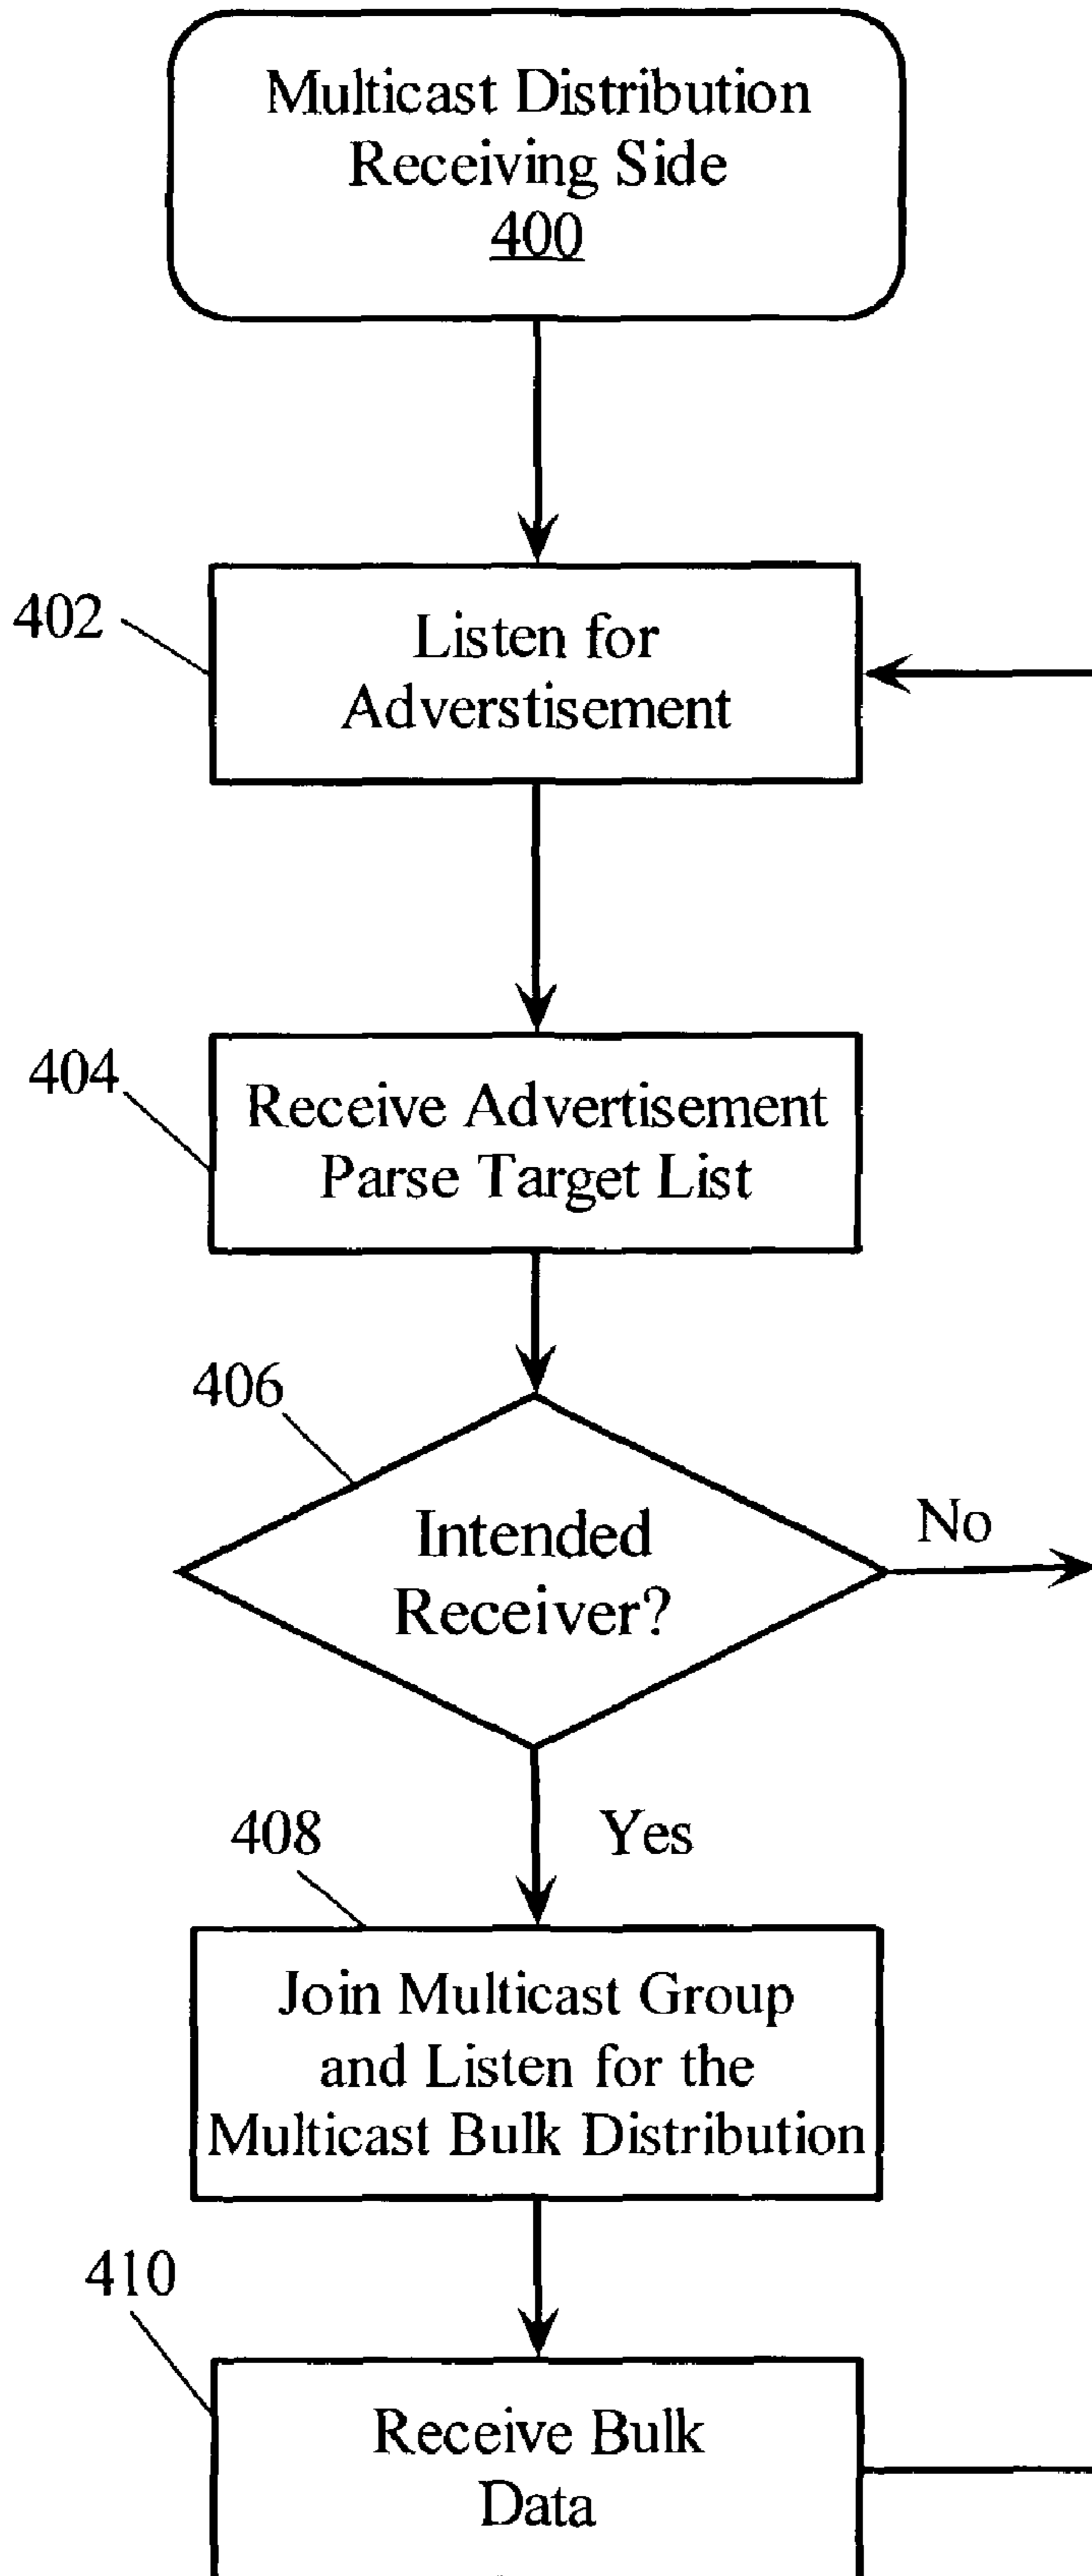 Multicast Distribution
Receiving Side
400
402
Listen for
Adverstisement
404
Receive Advertisement
Parse Target List
406
Intended
Receiver?
No
Yes
408
Join Multicast Group
and Listen for the
Multicast Bulk Distribution
410
Receive Bulk
Data